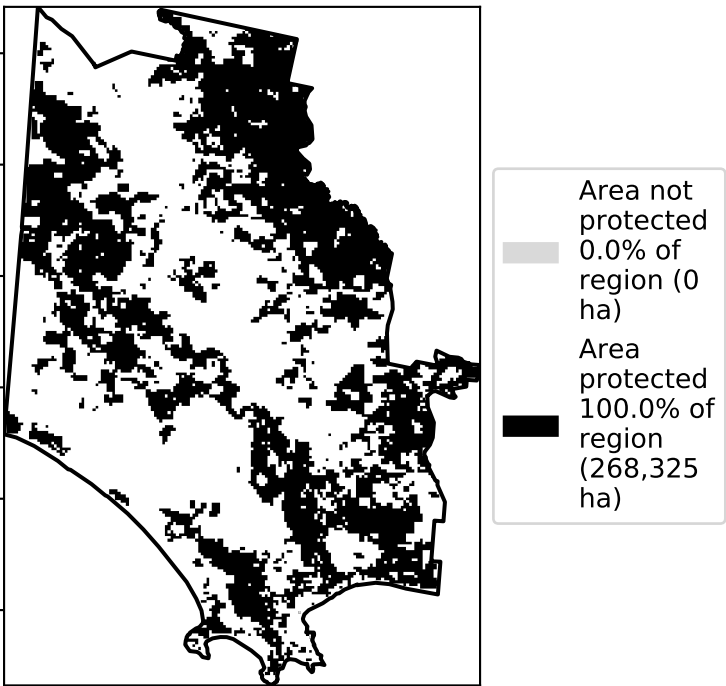 Area not
protected
0.0% of
region (0
ha)
Area
protected
100.0% of
region
(268,325
ha)